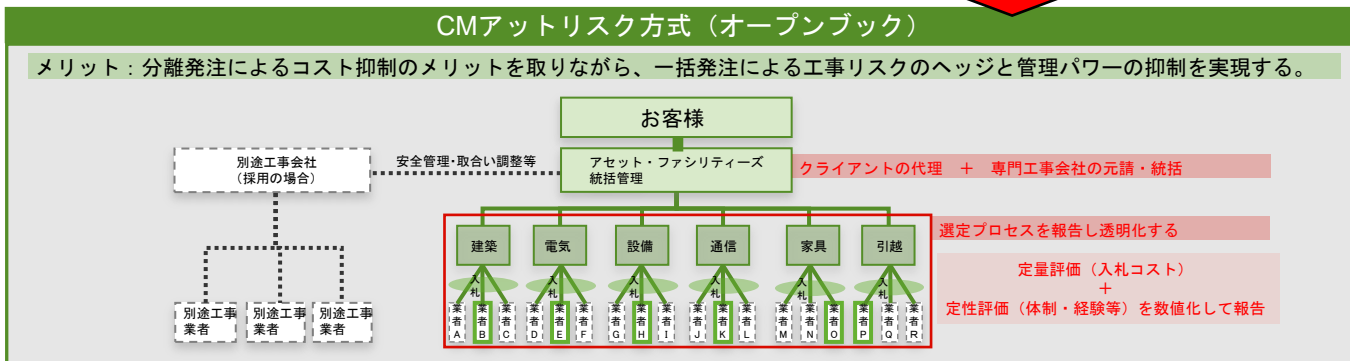 CMアットリスク方式（オープンブック）
メリット：分離発注によるコスト抑制のメリットを取りながら、一括発注による工事リスクのヘッジと管理パワーの抑制を実現する。
お客様
別途工事会社
（採用の場合）
安全管理・取合い調整等
アセット・ファシリティーズ
統括管理
クライアントの代理　＋　専門工事会社の元請・統括
選定プロセスを報告し透明化する
建築
電気
設備
通信
家具
引越
定量評価（入札コスト）
＋
定性評価（体制・経験等）を数値化して報告
入札
入札
入札
入札
入札
入札
別途工事
業者
別途工事
業者
別途工事
業者
業者A
業者B
業者C
業者D
業者E
業者F
業者G
業者H
業者I
業者J
業者K
業者L
業者M
業者N
業者O
業者P
業者Q
業者R